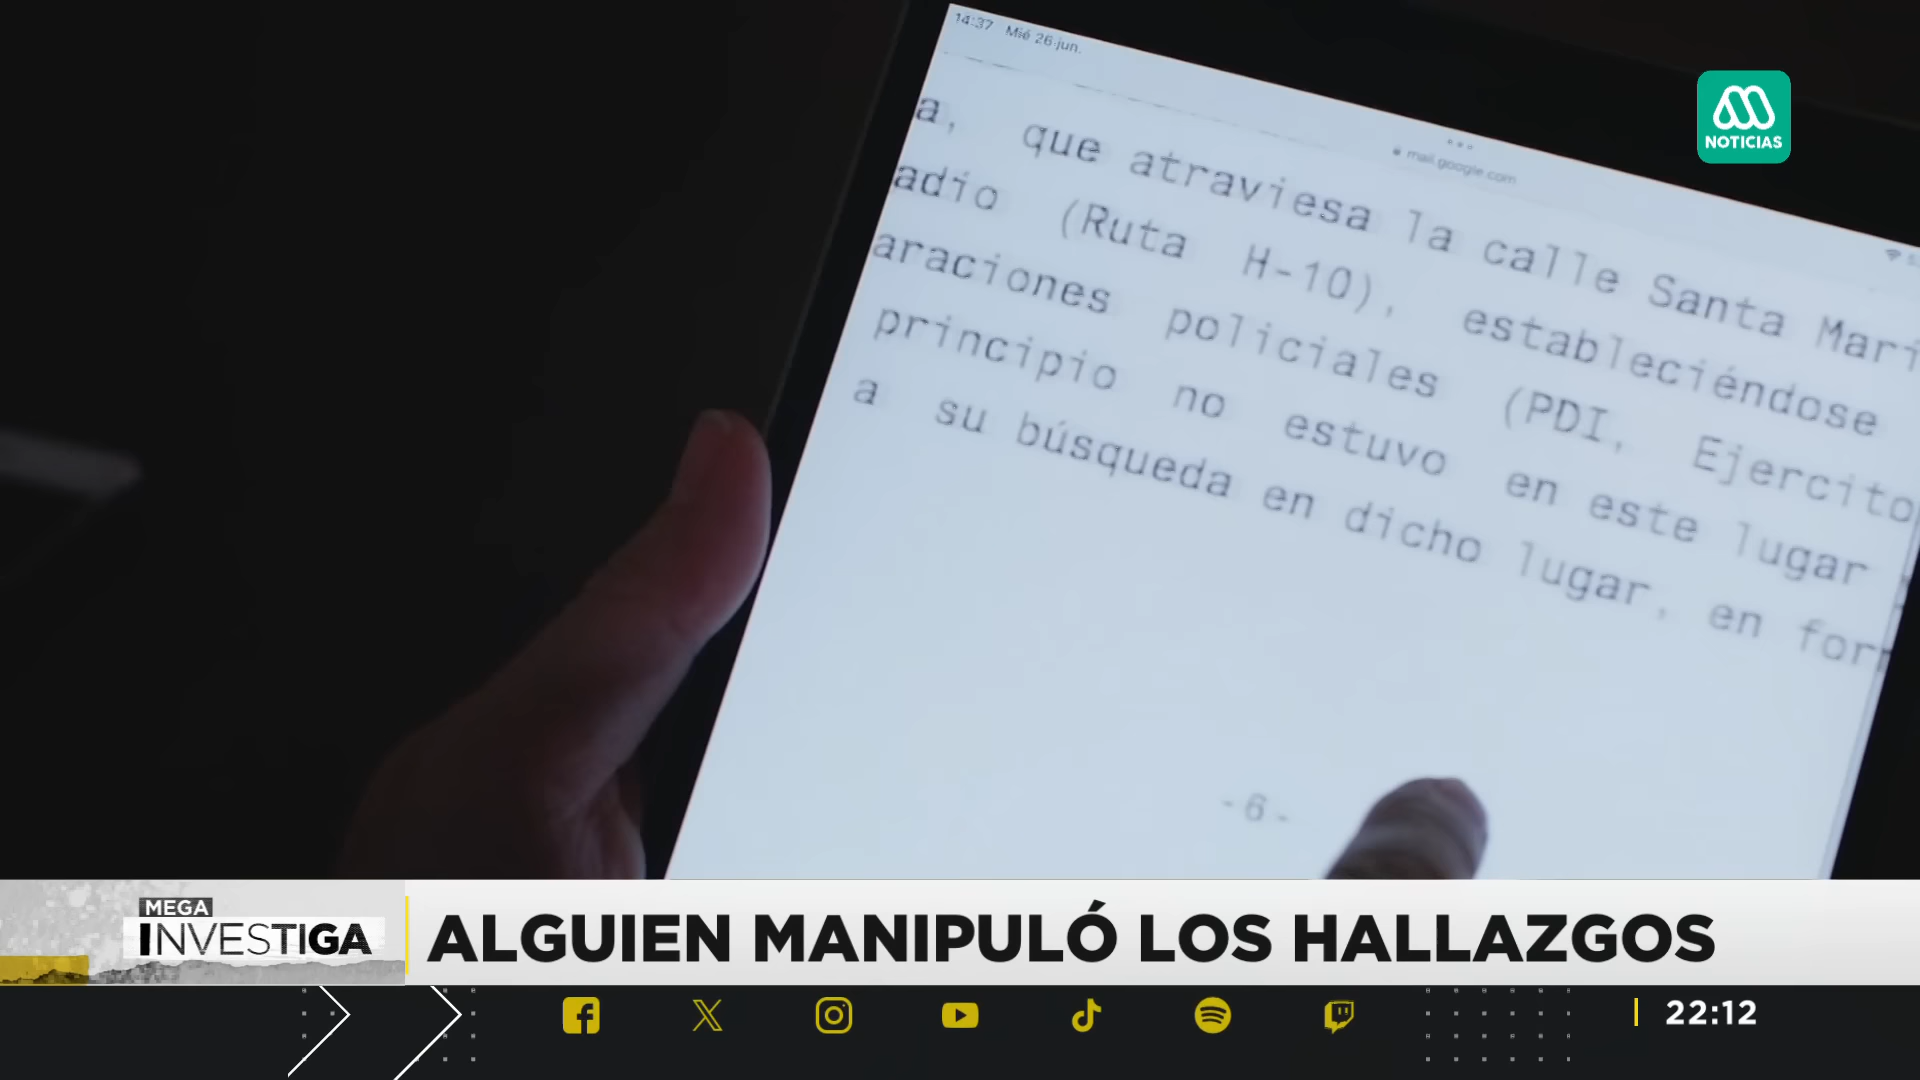 14:37 Mié 26-jun.
mail.google.com
a, que atraviesa la calle Santa Marí
adio (Ruta H-10), estableciéndose
araciones policiales (PDI, Ejercito
principio no estuvo en este lugar
a su búsqueda en dicho lugar, en for
-6-
NOTICIAS
MEGA
INVESTIGA
ALGUIEN MANIPULÓ LOS HALLAZGOS
22:12